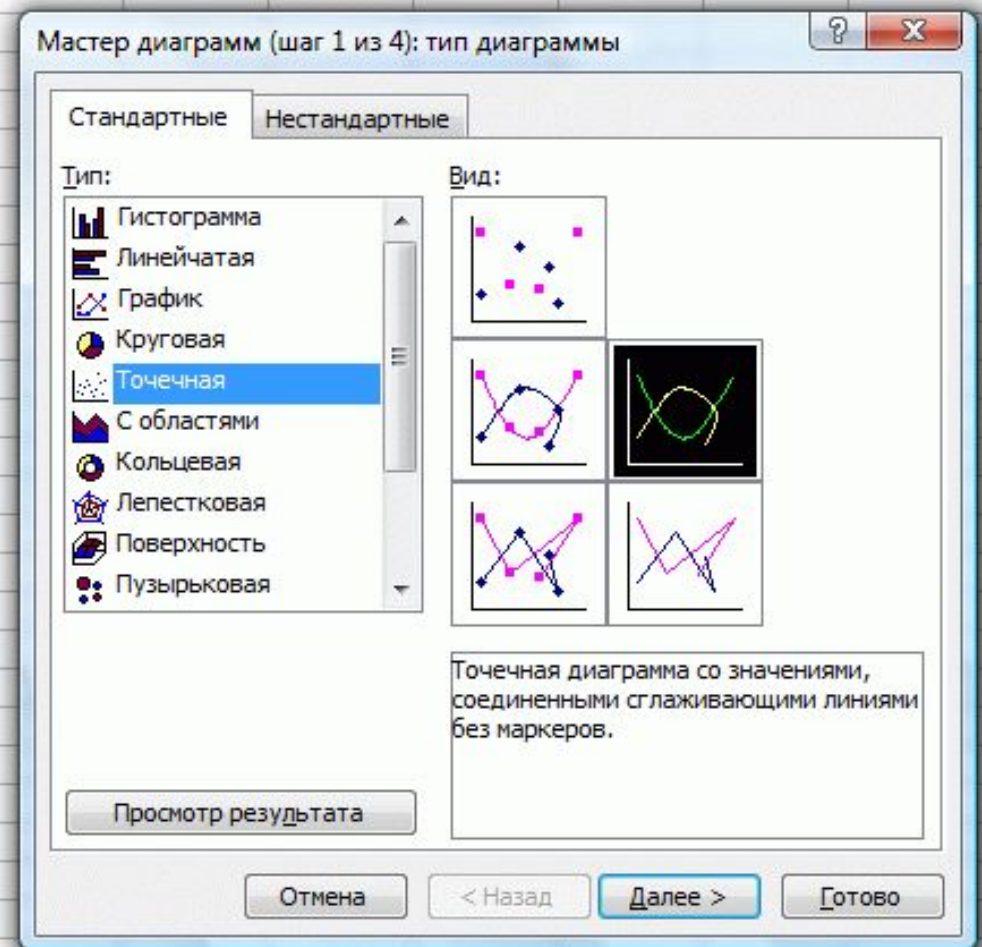 Мастер диаграмм (шаг 1 из 4): тип диаграммы
?
Стандартные
Нестандартные
Тип:
Вид:
Гистограмма
Линейчатая
График
Круговая
Точечная
С областями
Кольцевая
Лепестковая
Поверхность
Пузырьковая
Точечная диаграмма со значениями,
соединенными сглаживающими линиями
без маркеров.
Просмотр результата
Отмена
< Назад
Далее >
Готово